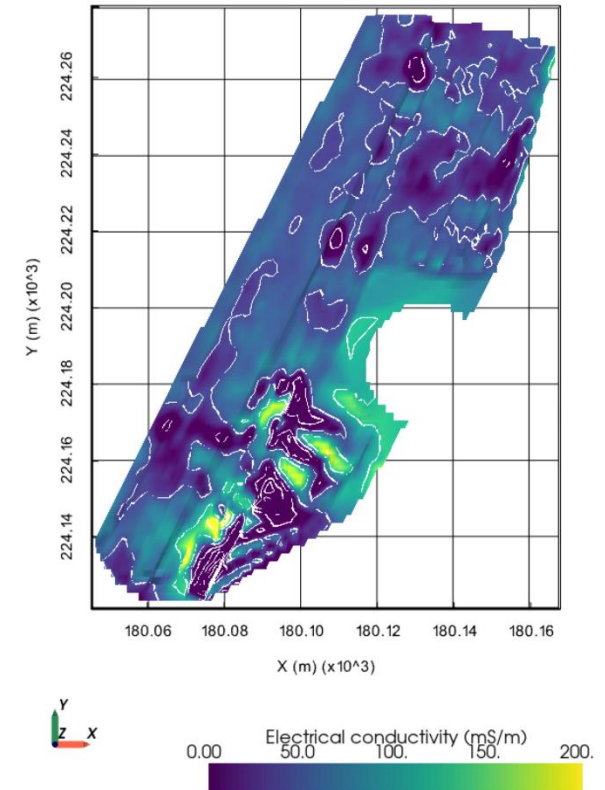 224.26
224.24
224.22
224.20
224.18
224.16
224.14
Y (m) (x10^3)
180.06 180.08 180.10 180.12 180.14 180.16
X (m) (x10^3)
Y
Z X
Electrical conductivity (mS/m)
0.00 50.0 100. 150. 200.